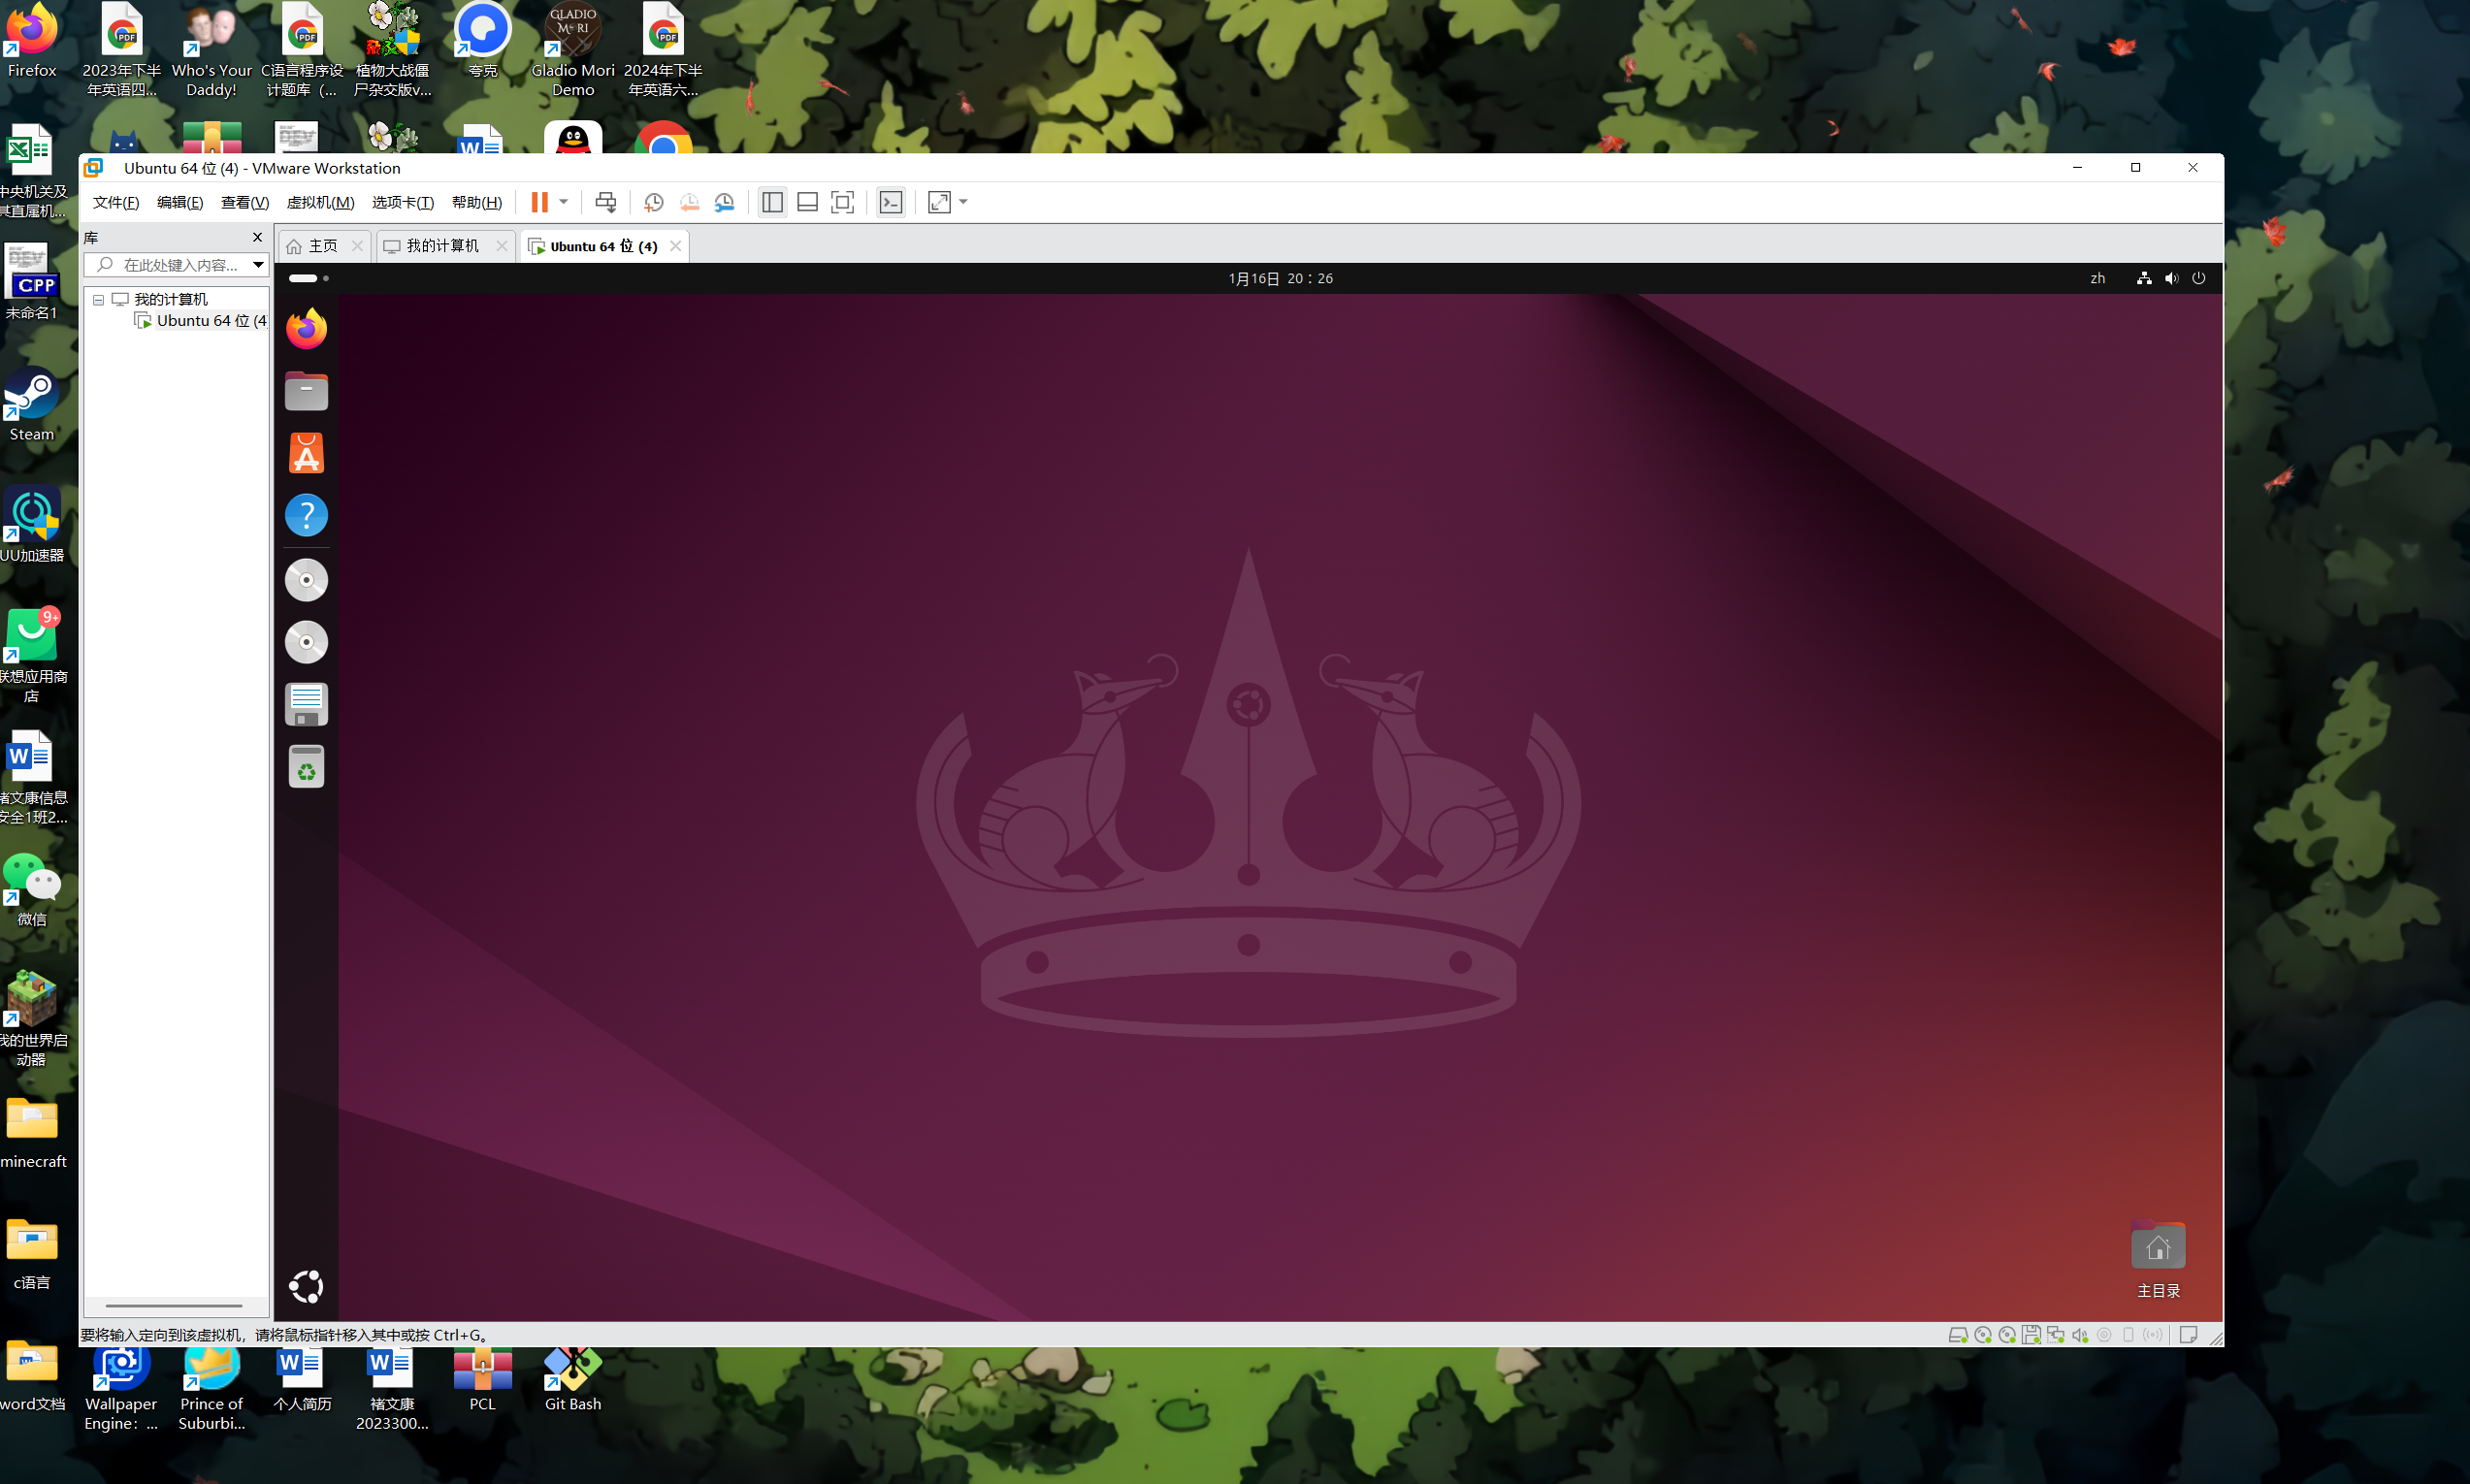 Firefox
2023年下半
年英语四...
Who's Your
Daddy!
C语言程序设
计题库（...
植物大战僵
尸杂交版v...
夸克
GLADIO
MORI
Gladio Mori
Demo
2024年下半
年英语六...
中央机关及
其直属机...
CPP
未命名1
Steam
UU加速器
9+
联想应用商
店
褚文康信息
安全1班2...
微信
我的世界启
动器
minecraft
c语言
word文档
Ubuntu 64 位 (4) - VMware Workstation
文件(F) 编辑(E) 查看(V) 虚拟机(M) 选项卡(T) 帮助(H)
库
在此处键入内容...
我的计算机
Ubuntu 64 位 (4)
主页
我的计算机
Ubuntu 64 位 (4)
1月16日 20：26
zh
主目录
要将输入定向到该虚拟机，请将鼠标指针移入其中或按 Ctrl+G。
Wallpaper
Engine：...
Prince of
Suburbi...
个人简历
褚文康
2023300...
PCL
Git Bash